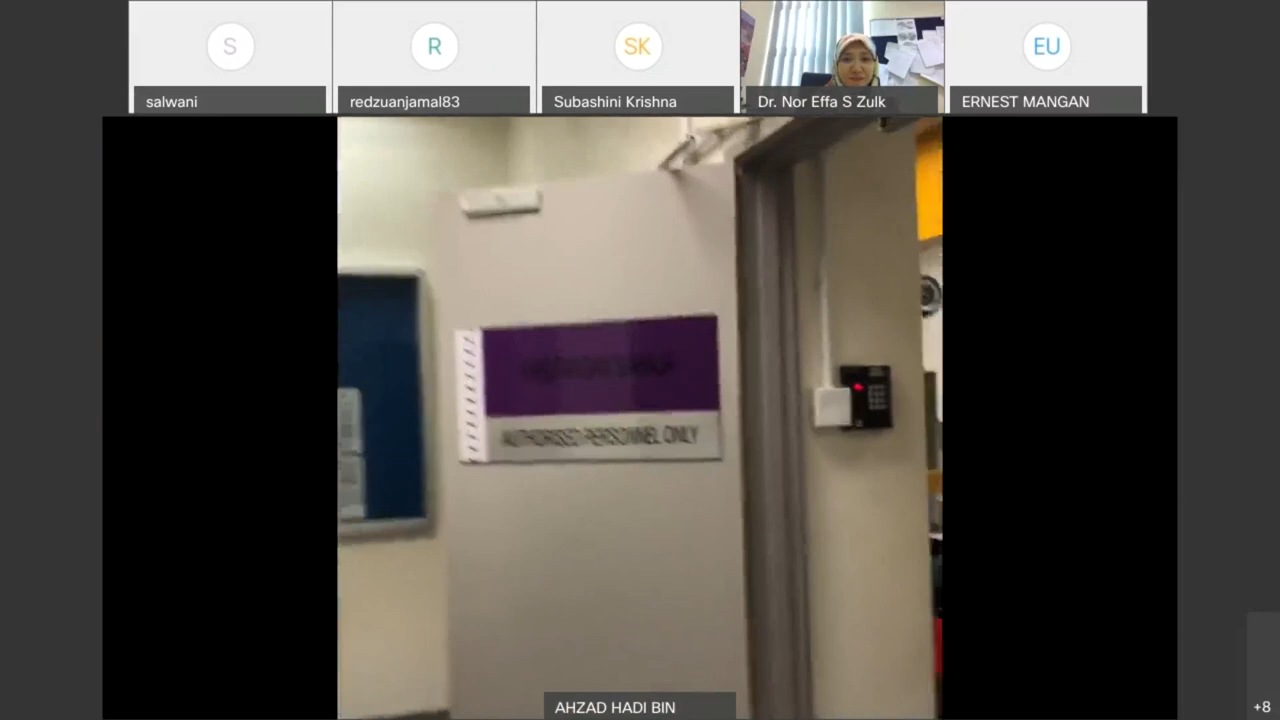 S
R
SK
EU
salwani
redzuanjamal83
Subashini Krishna
Dr. Nor Effa S Zulk
ERNEST MANGAN
AUTHORISED PERSONNEL ONLY
AHZAD HADI BIN
+8